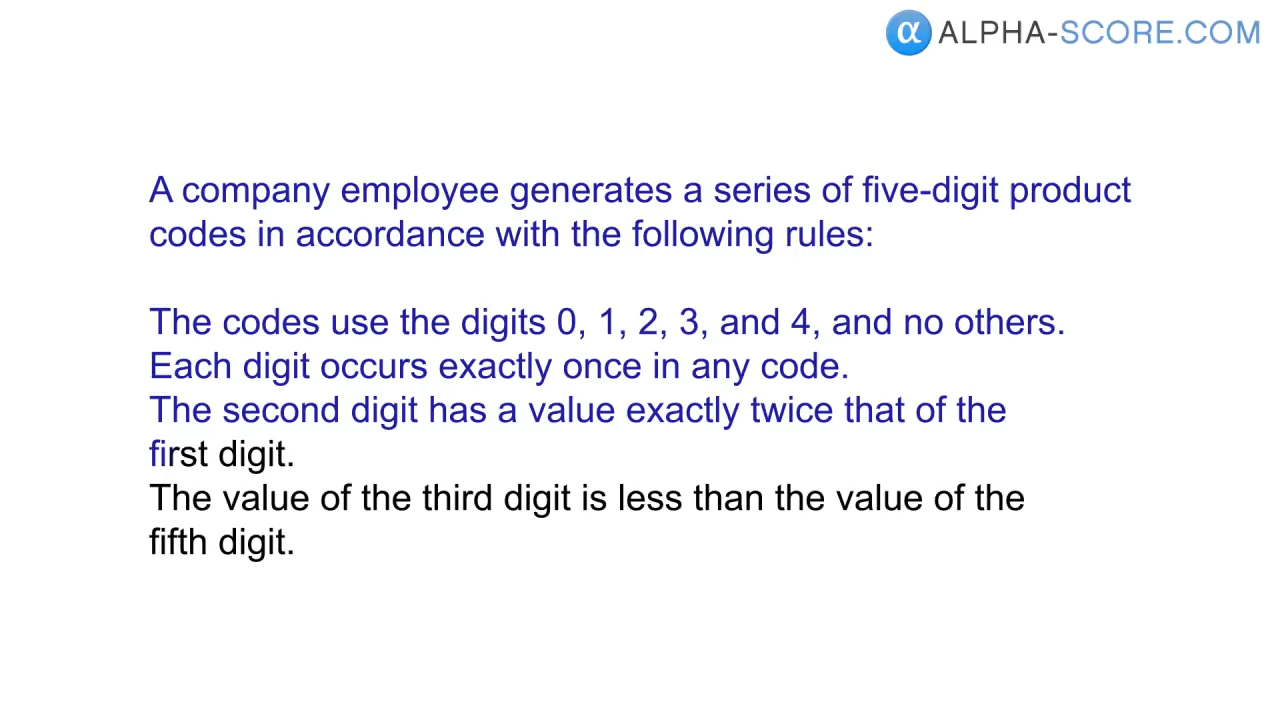 α ALPHA-SCORE.COM
A company employee generates a series of five-digit product
codes in accordance with the following rules:
The codes use the digits 0, 1, 2, 3, and 4, and no others.
Each digit occurs exactly once in any code.
The second digit has a value exactly twice that of the
first digit.
The value of the third digit is less than the value of the
fifth digit.